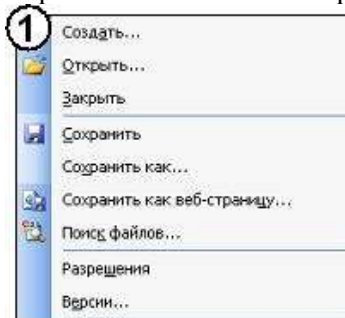 1
Создать...
Открыть...
Закрыть
Сохранить
Сохранить как...
Сохранить как веб-страницу...
Поиск файлов...
Разрешения
Версии...